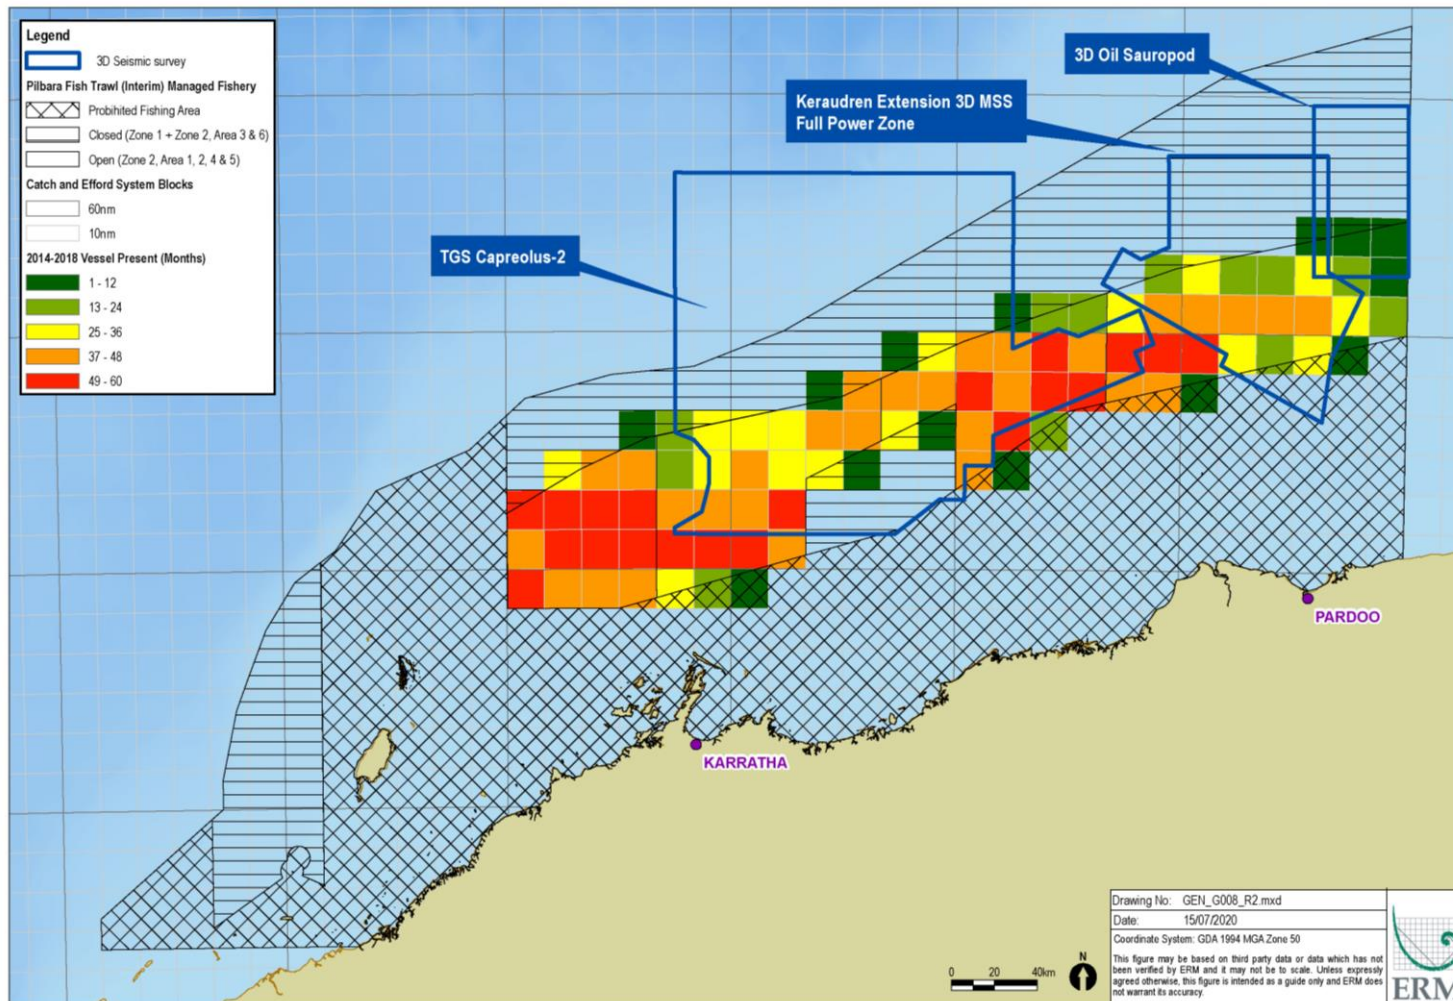 Legend
3D Seismic survey
Pilbara Fish Trawl (Interim) Managed Fishery
Probihited Fishing Area
Closed (Zone 1 + Zone 2, Area 3 & 6)
Open (Zone 2, Area 1, 2, 4 & 5)
Catch and Efford System Blocks
60nm
10nm
2014-2018 Vessel Present (Months)
1 - 12
13 - 24
25 - 36
37 - 48
49 - 60
3D Oil Sauropod
Keraudren Extension 3D MSS
Full Power Zone
TGS Capreolus-2
PARDOO
KARRATHA
0 20 40km
N
Drawing No: GEN_G008_R2.mxd
Date: 15/07/2020
Coordinate System: GDA 1994 MGA Zone 50
This figure may be based on third party data or data which has not
been verified by ERM and it may not be to scale. Unless expressly
agreed otherwise, this figure is intended as a guide only and ERM does
not warrant its accuracy.
ERM